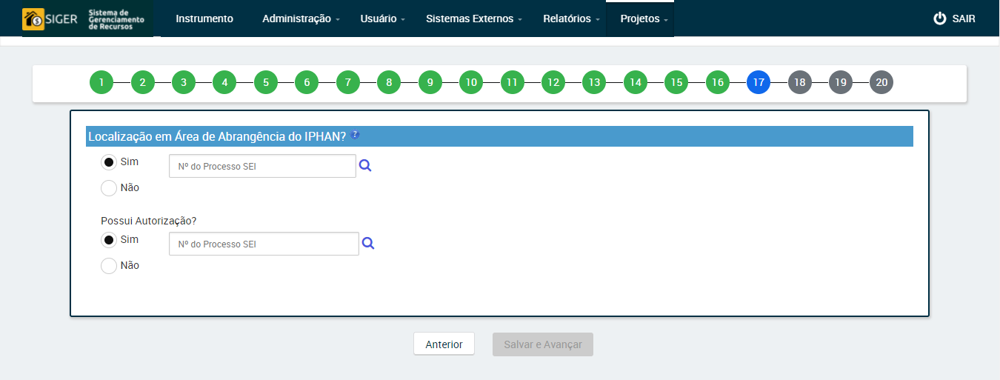 SIGER
Sistema de
Gerenciamento
de Recursos
Instrumento Administração Usuário Sistemas Externos Relatórios Projetos SAIR
1 2 3 4 5 6 7 8 9 10 11 12 13 14 15 16 17 18 19 20
Localização em Área de Abrangência do IPHAN? ?
Sim Nº do Processo SEI
Não
Possui Autorização?
Sim Nº do Processo SEI
Não
Anterior Salvar e Avançar